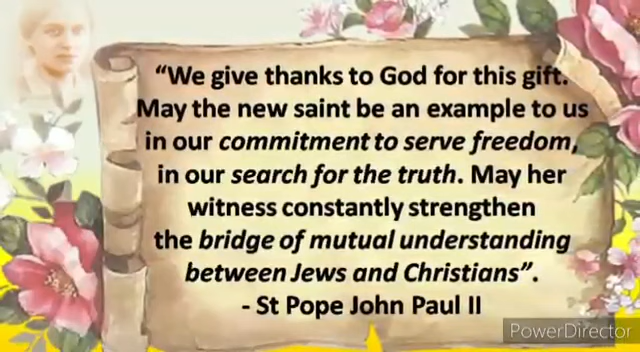 “We give thanks to God for this gift.
May the new saint be an example to us
in our commitment to serve freedom,
in our search for the truth. May her
witness constantly strengthen
the bridge of mutual understanding
between Jews and Christians”.
- St Pope John Paul II
PowerDirector